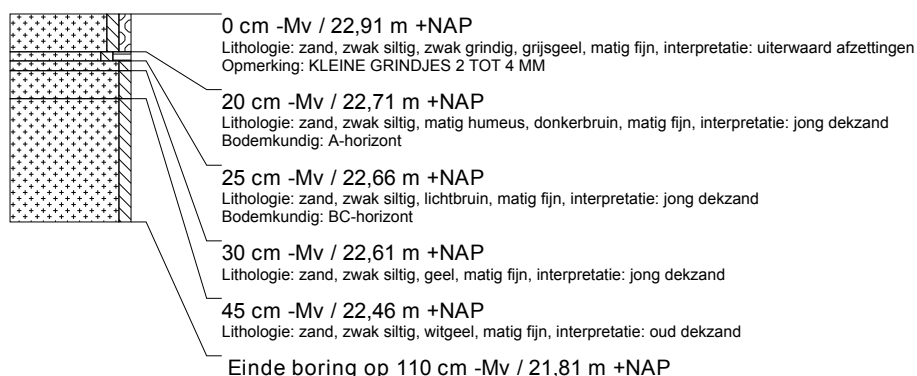 0 cm -Mv / 22,91 m +NAP
Lithologie: zand, zwak siltig, zwak grindig, grijsgeel, matig fijn, interpretatie: uiterwaard afzettingen
Opmerking: KLEINE GRINDJES 2 TOT 4 MM
20 cm -Mv / 22,71 m +NAP
Lithologie: zand, zwak siltig, matig humeus, donkerbruin, matig fijn, interpretatie: jong dekzand
Bodemkundig: A-horizont
25 cm -Mv / 22,66 m +NAP
Lithologie: zand, zwak siltig, lichtbruin, matig fijn, interpretatie: jong dekzand
Bodemkundig: BC-horizont
30 cm -Mv / 22,61 m +NAP
Lithologie: zand, zwak siltig, geel, matig fijn, interpretatie: jong dekzand
45 cm -Mv / 22,46 m +NAP
Lithologie: zand, zwak siltig, witgeel, matig fijn, interpretatie: oud dekzand
Einde boring op 110 cm -Mv / 21,81 m +NAP